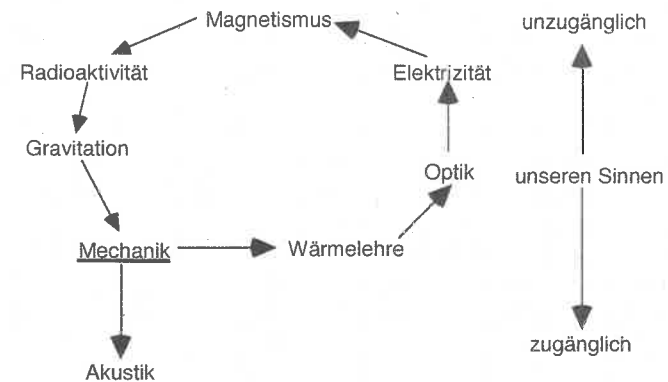 Magnetismus
unzugänglich
Radioaktivität
Elektrizität
Gravitation
Optik
unseren Sinnen
Mechanik
Wärmelehre
zugänglich
Akustik